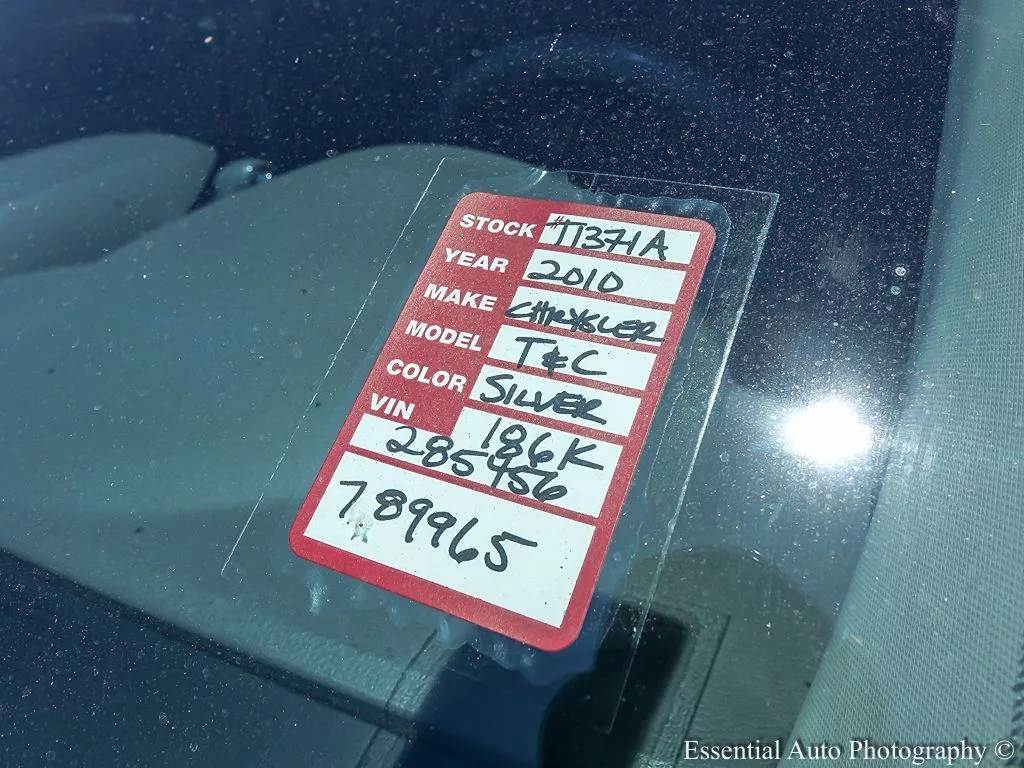 STOCK #T1371A
YEAR 2010
MAKE CHRYSLER
MODEL T&C
COLOR SILVER
VIN 186K
285456
789965
Essential Auto Photography ©